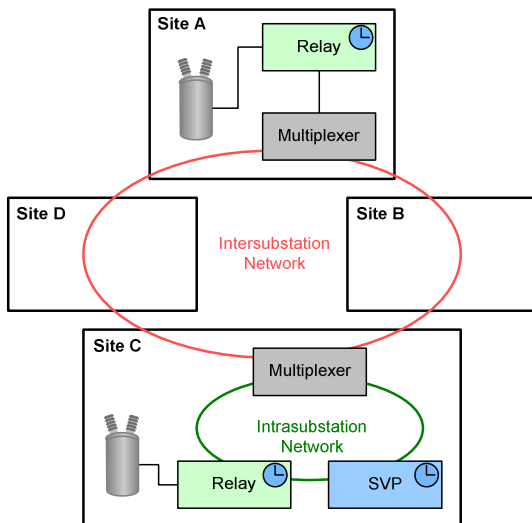 Site A
Relay
Multiplexer
Site D
Site B
Intersubstation
Network
Site C
Multiplexer
Intrasubstation
Network
Relay
SVP